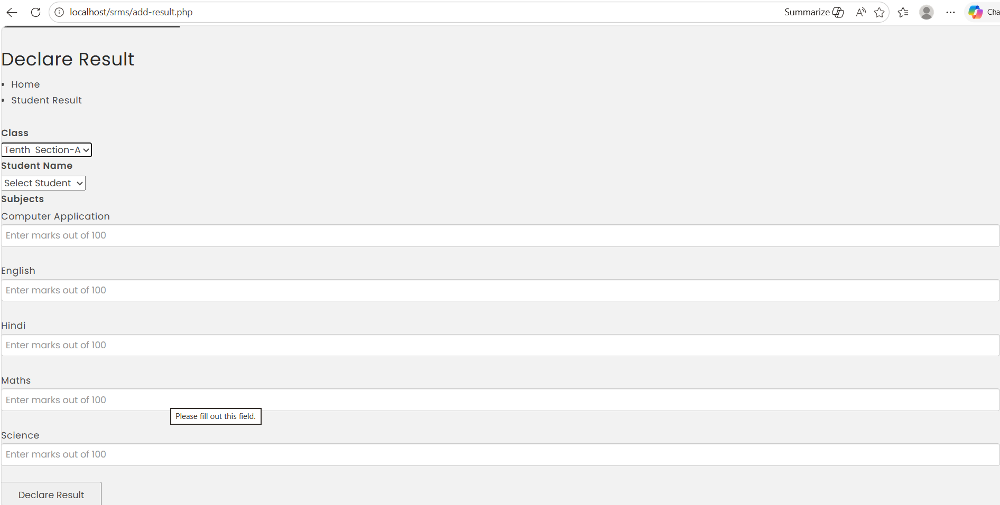 localhost/srms/add-result.php Summarize Cha
Declare Result
Home
Student Result
Class
Tenth Section-A
Student Name
Select Student
Subjects
Computer Application
Enter marks out of 100
English
Enter marks out of 100
Hindi
Enter marks out of 100
Maths
Enter marks out of 100
Please fill out this field.
Science
Enter marks out of 100
Declare Result